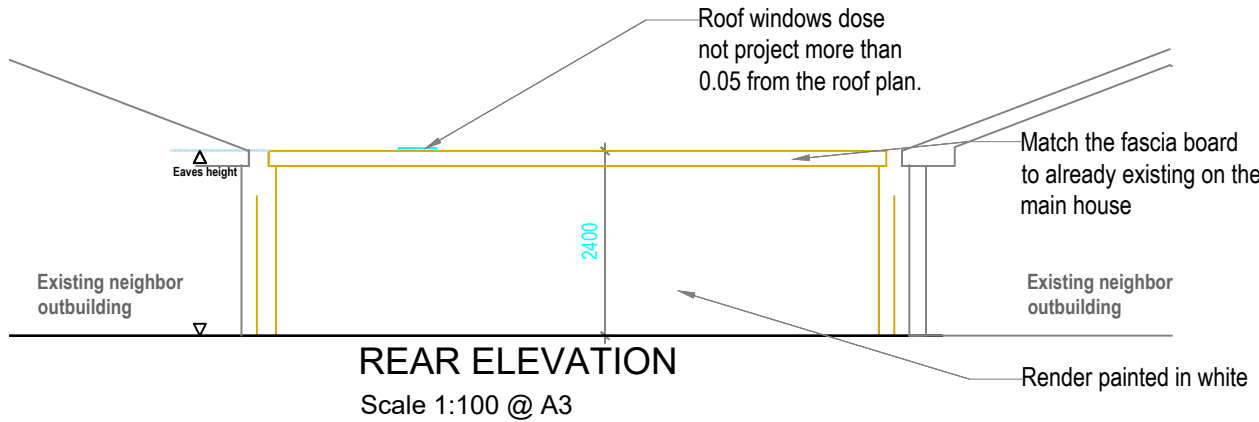 Roof windows dose
not project more than
0.05 from the roof plan.
Match the fascia board
to already existing on the
main house
Eaves height
2400
Existing neighbor
outbuilding
Existing neighbor
outbuilding
REAR ELEVATION
Scale 1:100 @ A3
Render painted in white